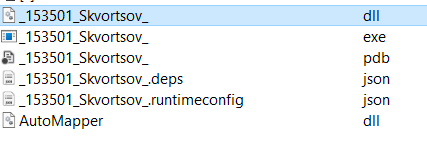 _153501_Skvortsov_ dll
_153501_Skvortsov_ exe
_153501_Skvortsov_ pdb
_153501_Skvortsov_.deps json
_153501_Skvortsov_.runtimeconfig json
AutoMapper dll